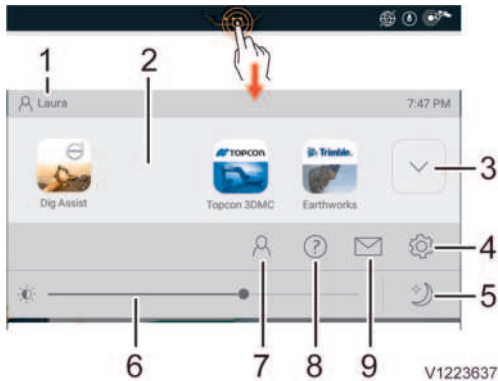 1
2
Laura
7:47 PM
TOPCON
Trimble.
3
Dig Assist
Topcon 3DMC
Earthworks
?
4
5
6
7
8
9
V1223637